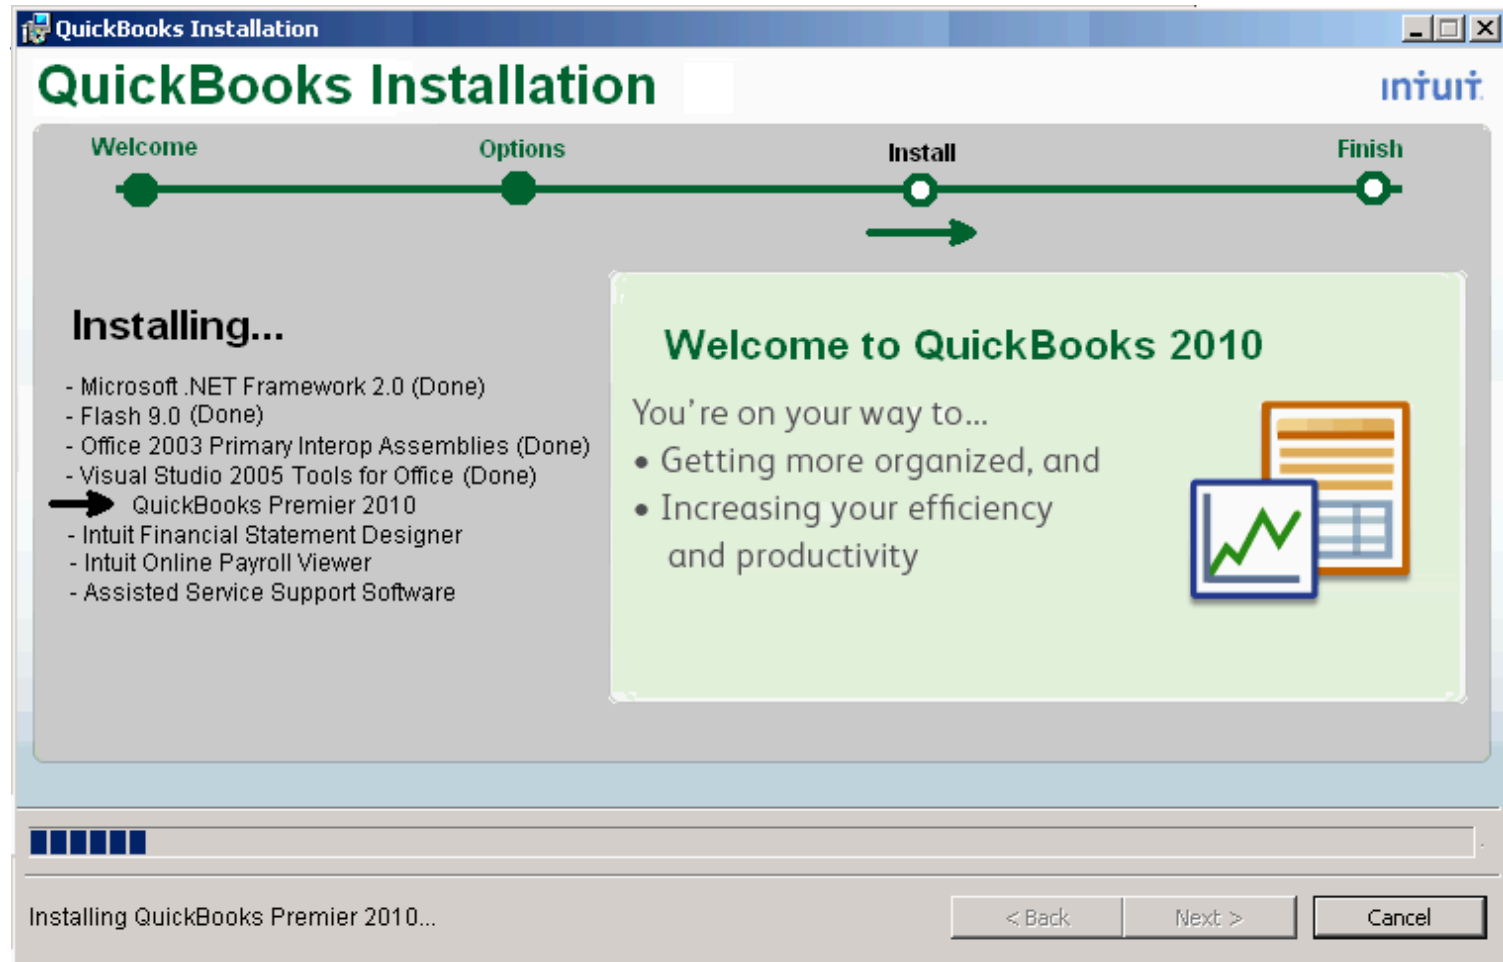 QuickBooks Installation
QuickBooks Installation
intuit.
Welcome
Options
Install
Finish
Installing...
- Microsoft .NET Framework 2.0 (Done)
- Flash 9.0 (Done)
- Office 2003 Primary Interop Assemblies (Done)
- Visual Studio 2005 Tools for Office (Done)
QuickBooks Premier 2010
- Intuit Financial Statement Designer
- Intuit Online Payroll Viewer
- Assisted Service Support Software
Welcome to QuickBooks 2010
You're on your way to...
• Getting more organized, and
• Increasing your efficiency
and productivity
Installing QuickBooks Premier 2010...
< Back
Next >
Cancel